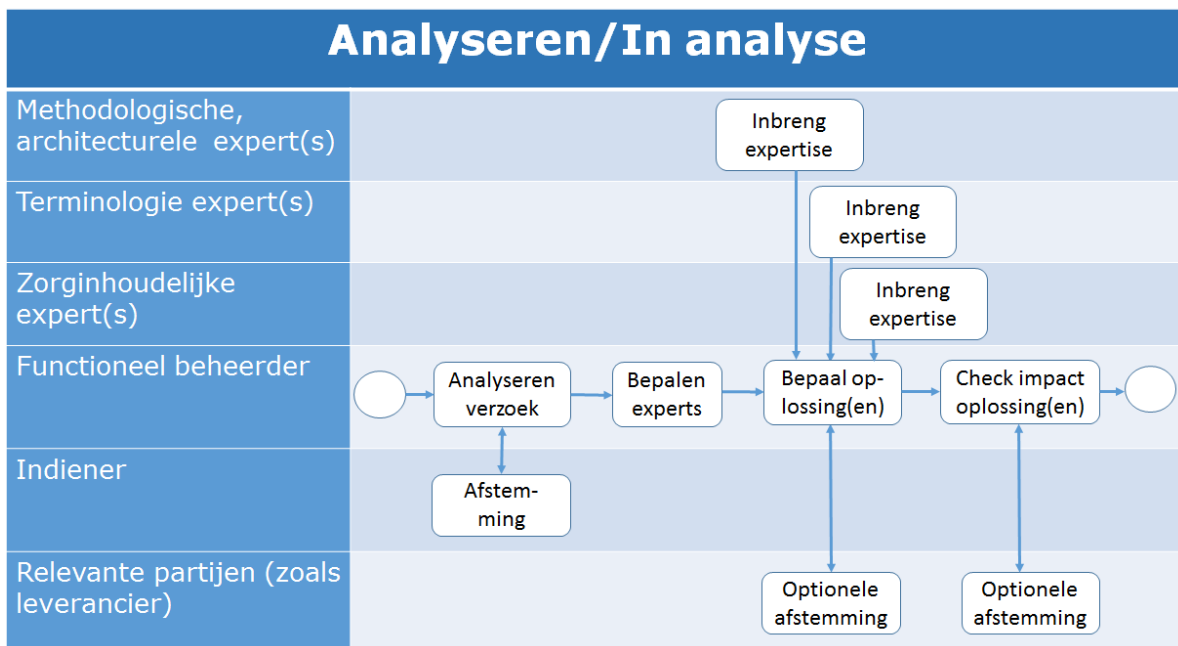 Analyseren/In analyse
Methodologische,
architecturele expert(s)
Inbreng
expertise
Terminologie expert(s)
Inbreng
expertise
Zorginhoudelijke
expert(s)
Inbreng
expertise
Functioneel beheerder
Analyseren
verzoek
Bepalen
experts
Bepaal op-
lossing(en)
Check impact
oplossing(en)
Indiener
Afstem-
ming
Relevante partijen (zoals
leverancier)
Optionele
afstemming
Optionele
afstemming